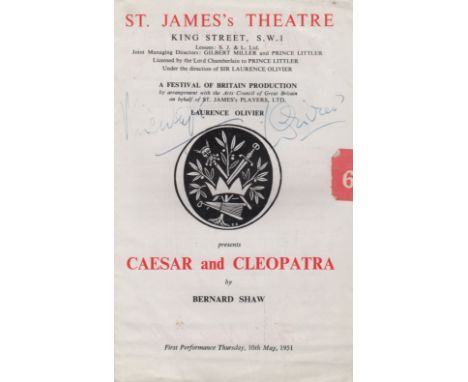 ST. JAMES's THEATRE
KING STREET, S.W.1
Lessees: S. J. & L. Ltd.
Joint Managing Directors: GILBERT MILLER and PRINCE LITTLER
Licensed by the Lord Chamberlain to PRINCE LITTLER
Under the direction of SIR LAURENCE OLIVIER
A FESTIVAL OF BRITAIN PRODUCTION
by arrangement with the Arts Council of Great Britain
on behalf of ST. JAMES's PLAYERS, LTD.
LAURENCE OLIVIER
6
presents
CAESAR and CLEOPATRA
by
BERNARD SHAW
First Performance Thursday, 10th May, 1951